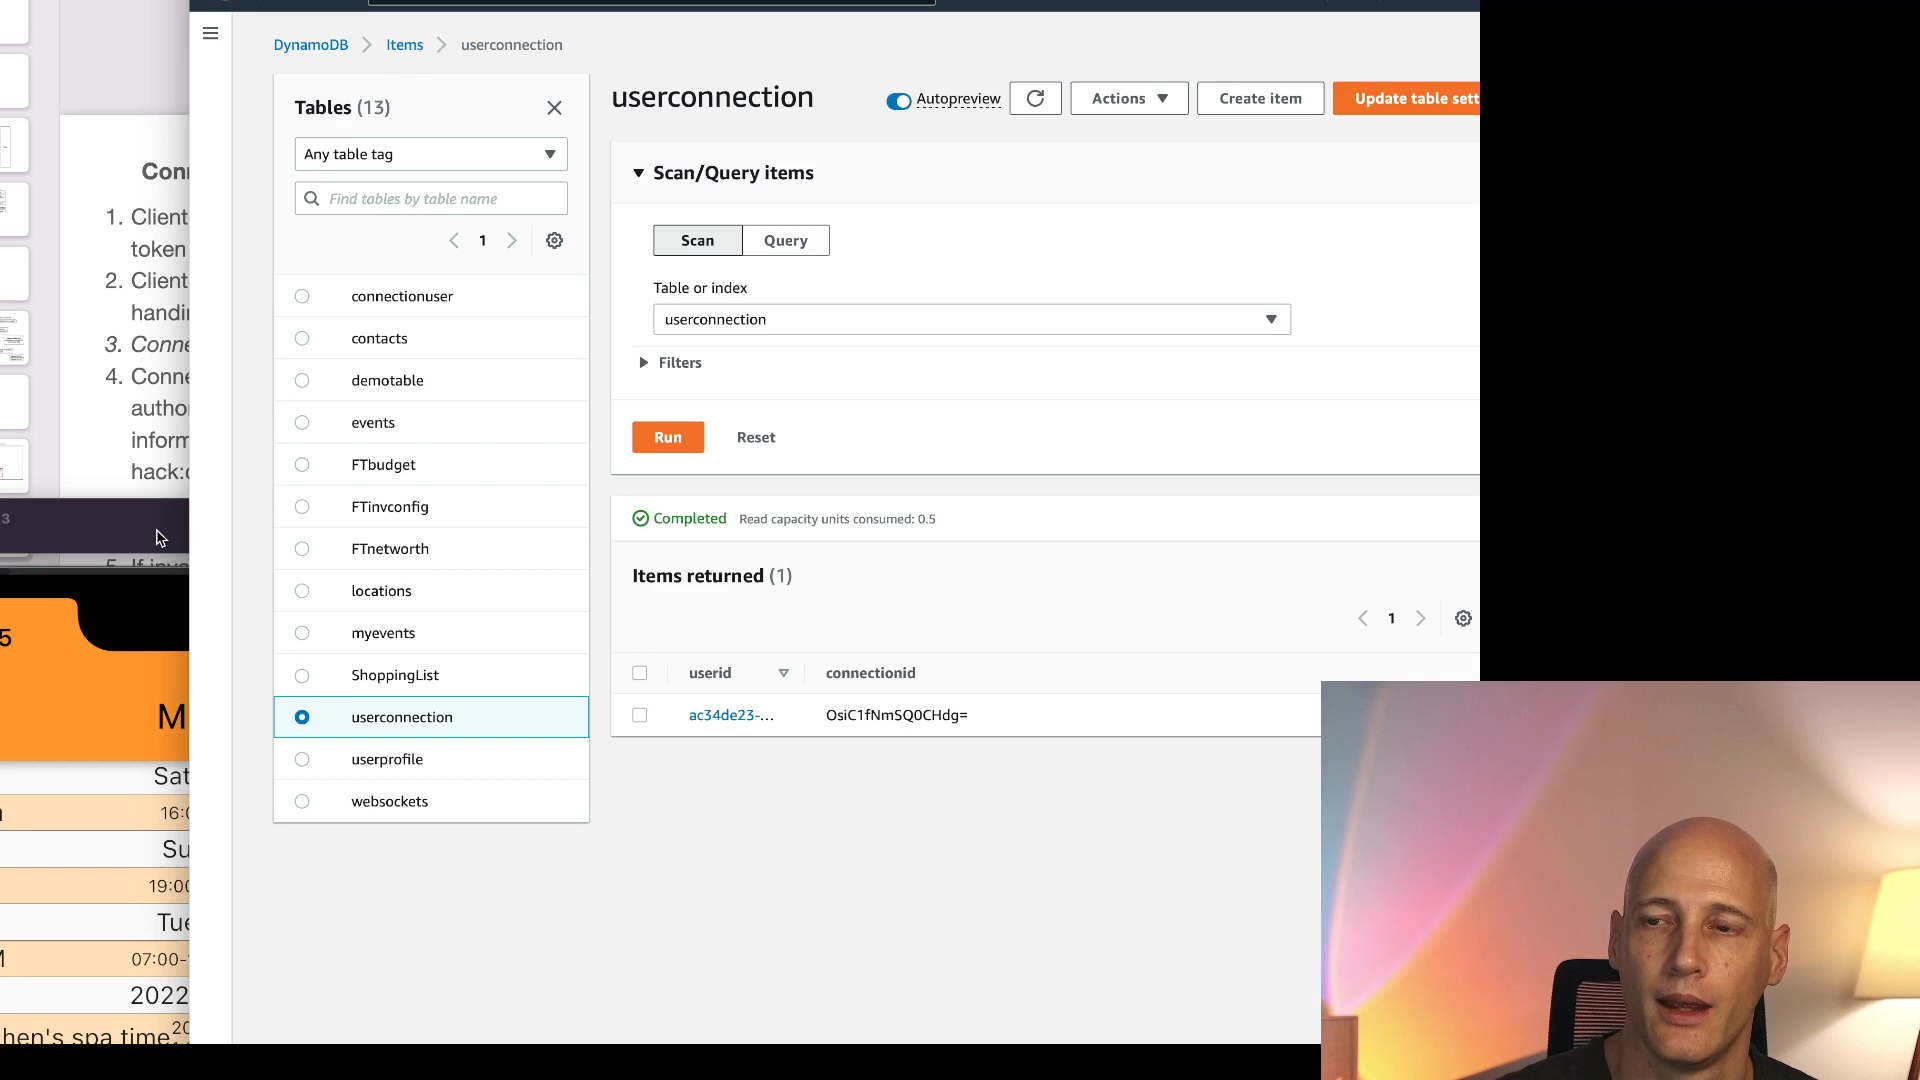 DynamoDB
Items
userconnection
Tables (13)
Any table tag
Find tables by table name
1
connectionuser
contacts
demotable
events
FTbudget
FTinvconfig
FTnetworth
locations
myevents
ShoppingList
userconnection
userprofile
websockets
userconnection
Autopreview
Actions
Create item
Update table sett
Scan/Query items
Scan
Query
Table or index
userconnection
Filters
Run
Reset
Completed
Read capacity units consumed: 0.5
Items returned (1)
1
userid
connectionid
ac34de23-...
OsiC1fNmSQ0CHdg=
Conn
1. Client
token
2. Client
handi
3. Conne
4. Conne
autho
inform
hack:c
3
5
M
Sat
16:0
Su
19:00
Tue
07:00-
2022
hen's spa time
20